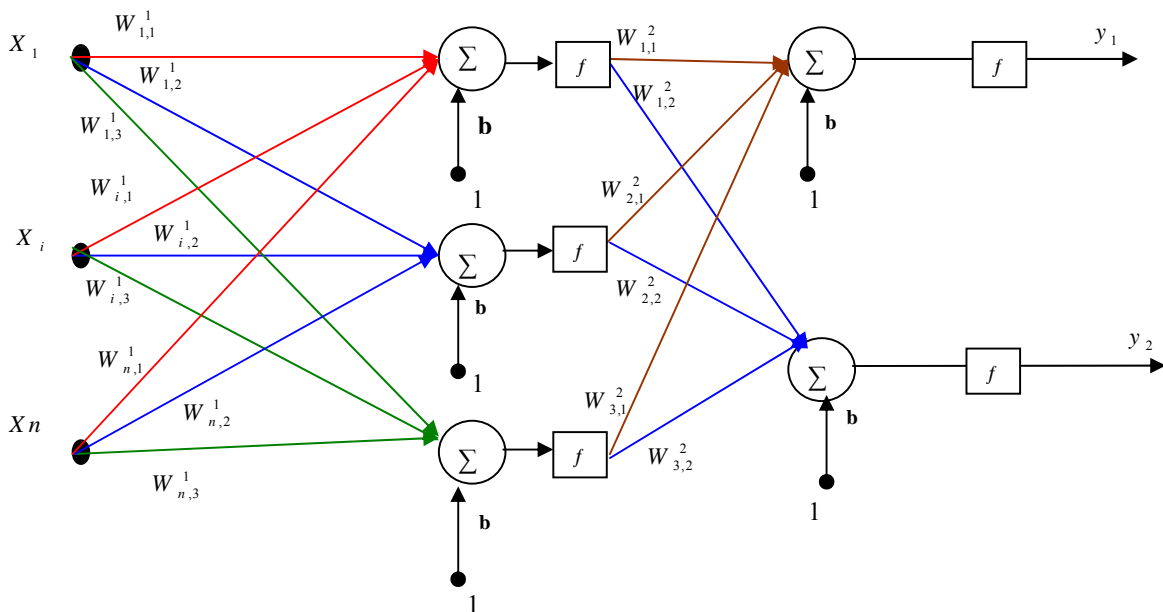 X 1
W 1,1 1
W 1,2 1
W 1,3 1
Σ
f
b
1
W 1,1 2
W 1,2 2
Σ
f
y 1
b
1
X i
W i,1 1
W i,2 1
W i,3 1
Σ
f
b
1
W 2,1 2
W 2,2 2
X n
W n,1 1
W n,2 1
W n,3 1
Σ
f
b
1
W 3,1 2
W 3,2 2
Σ
f
y 2
b
1